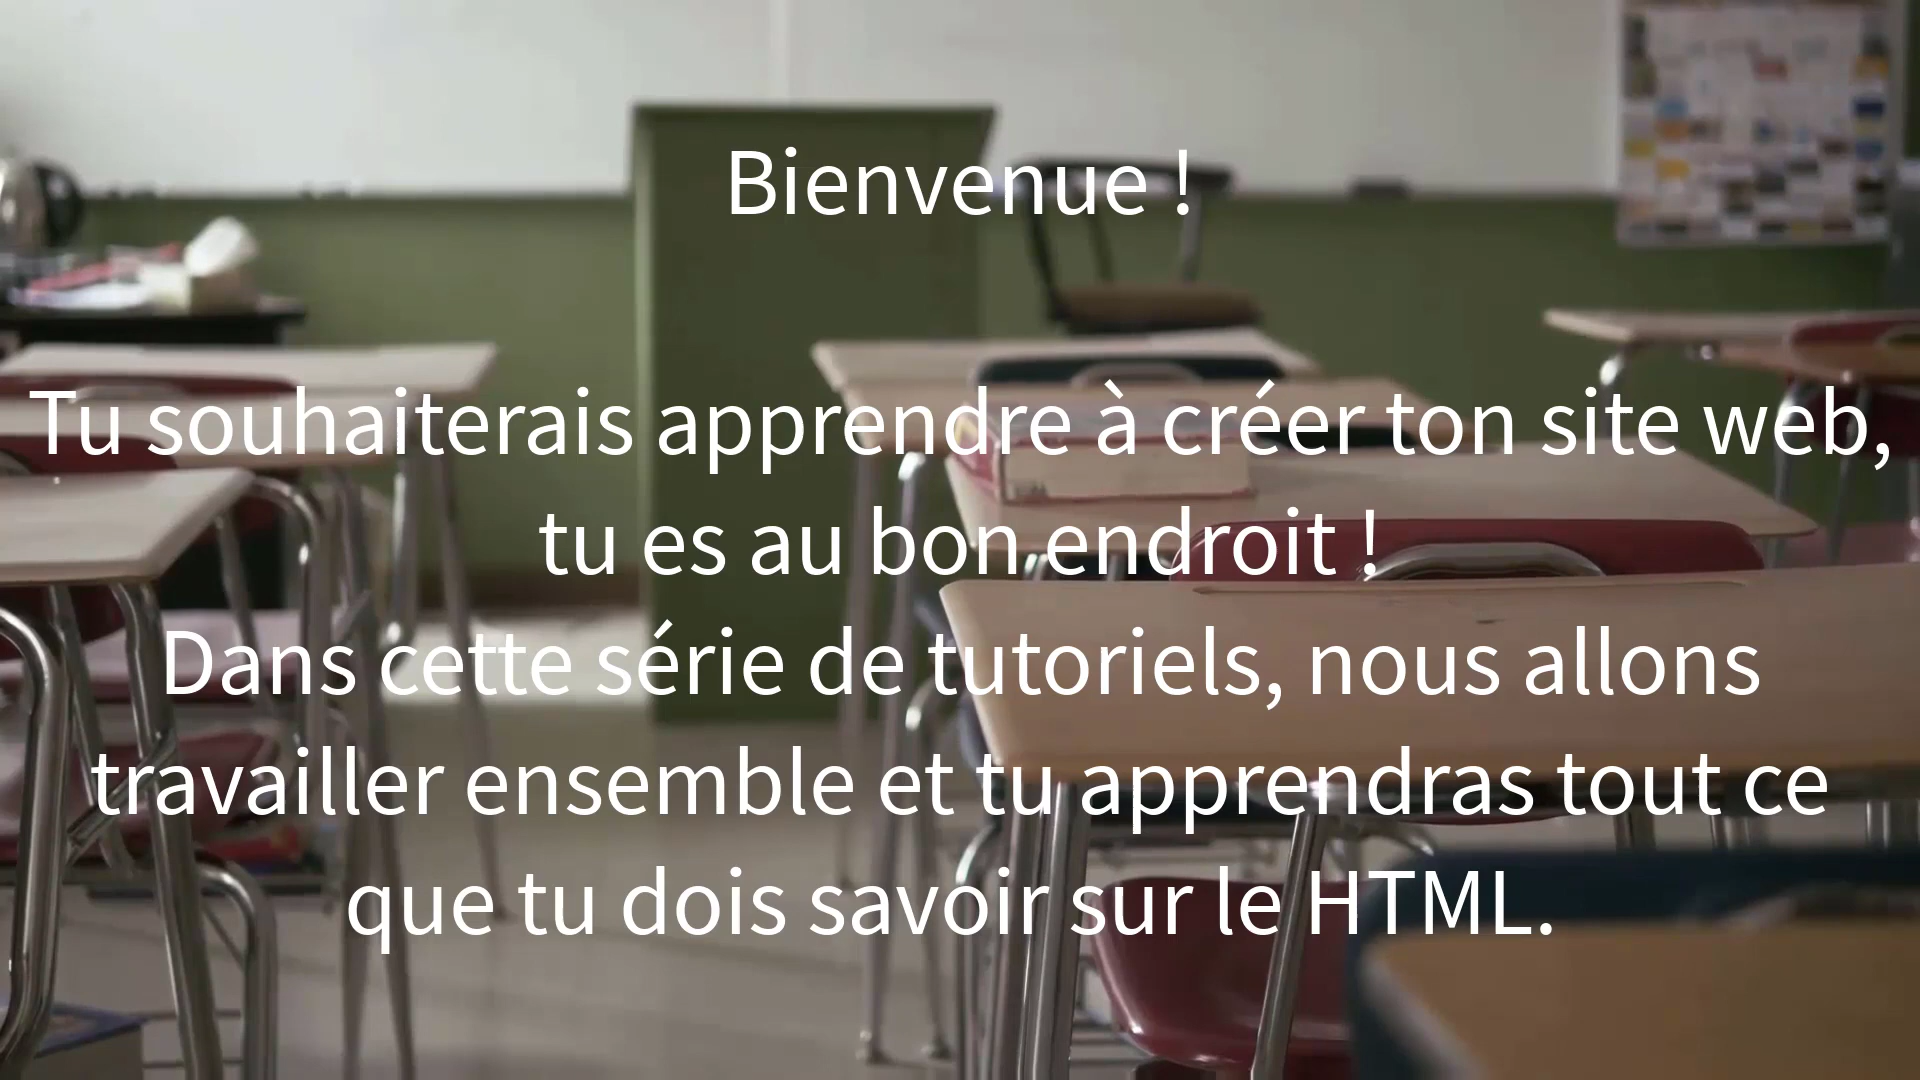 Bienvenue !
Tu souhaiterais apprendre à créer ton site web,
tu es au bon endroit !
Dans cette série de tutoriels, nous allons
travailler ensemble et tu apprendras tout ce
que tu dois savoir sur le HTML.